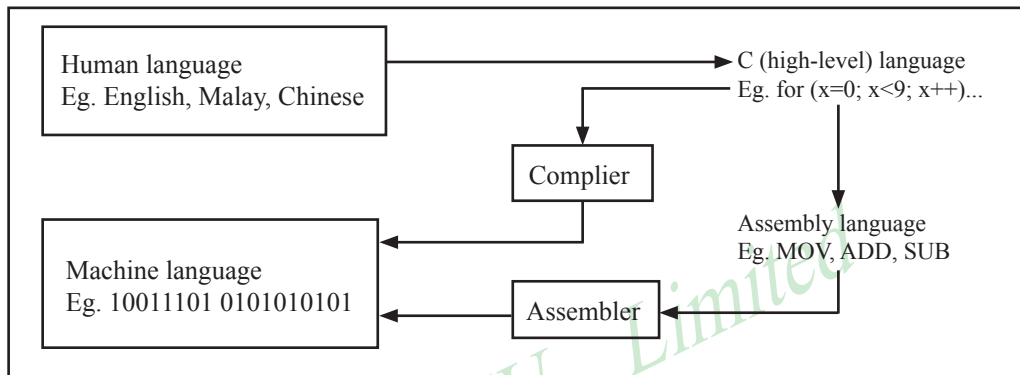 Human language
Eg. English, Malay, Chinese
C (high-level) language
Eg. for (x=0; x<9; x++)...
Complier
Assembly language
Eg. MOV, ADD, SUB
Machine language
Eg. 10011101 0101010101
Assembler
Limited